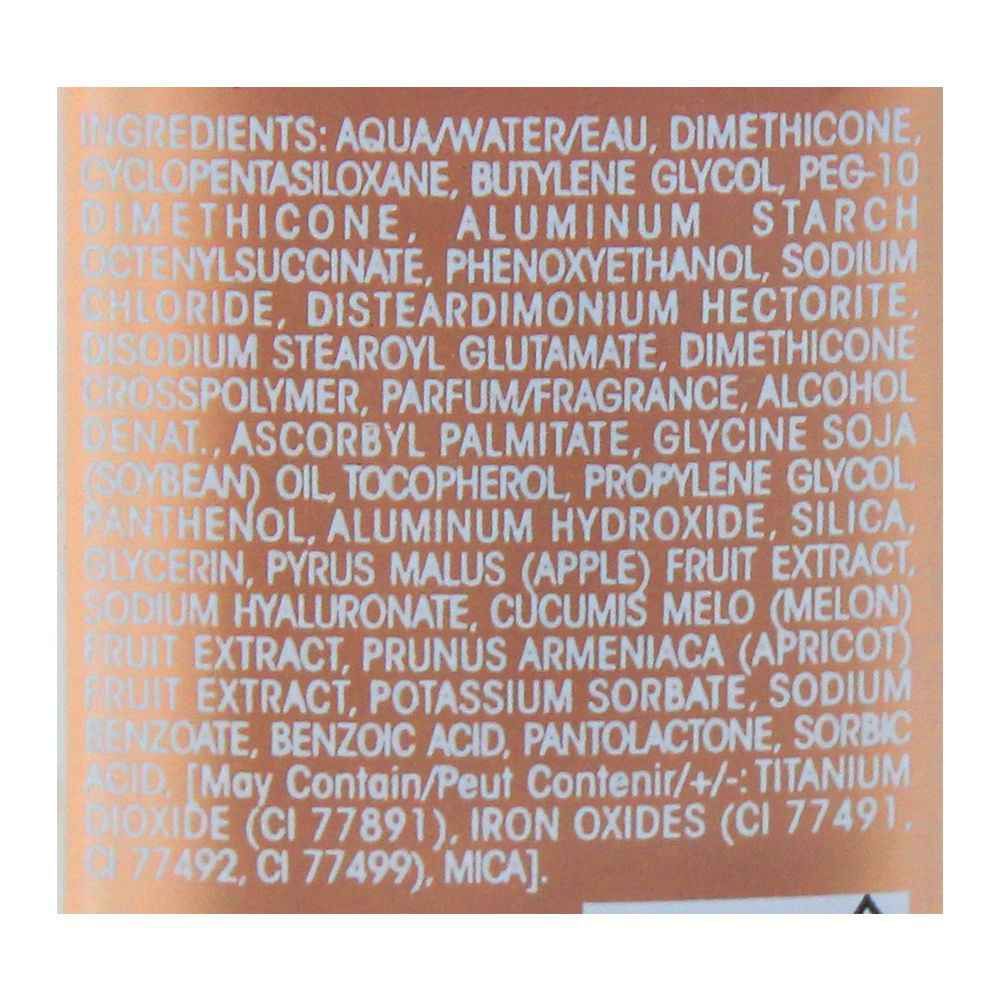 INGREDIENTS: AQUA/WATER/EAU, DIMETHICONE,
CYCLOPENTASILOXANE, BUTYLENE GLYCOL, PEG-10
DIMETHICONE, ALUMINUM STARCH
OCTENYLSUCCINATE, PHENOXYETHANOL, SODIUM
CHLORIDE, DISTEARDIMONIUM HECTORITE,
DISODIUM STEAROYL GLUTAMATE, DIMETHICONE
CROSSPOLYMER, PARFUM/FRAGRANCE, ALCOHOL
DENAT., ASCORBYL PALMITATE, GLYCINE SOJA
(SOYBEAN) OIL, TOCOPHEROL, PROPYLENE GLYCOL,
PANTHENOL, ALUMINUM HYDROXIDE, SILICA,
GLYCERIN, PYRUS MALUS (APPLE) FRUIT EXTRACT,
SODIUM HYALURONATE, CUCUMIS MELO (MELON)
FRUIT EXTRACT, PRUNUS ARMENIACA (APRICOT)
FRUIT EXTRACT, POTASSIUM SORBATE, SODIUM
BENZOATE, BENZOIC ACID, PANTOLACTONE, SORBIC
ACID, [May Contain/Peut Contenir/+/-: TITANIUM
DIOXIDE (CI 77891), IRON OXIDES (CI 77491,
CI 77492, CI 77499), MICA].